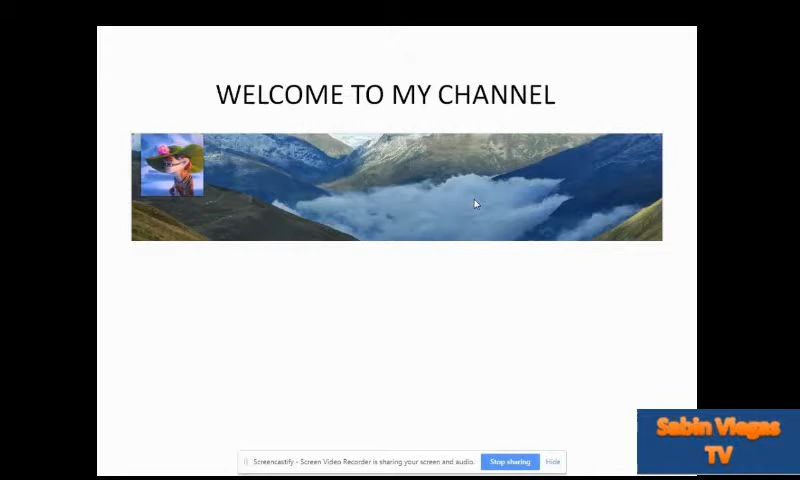 WELCOME TO MY CHANNEL
Screencastify - Screen Video Recorder is sharing your screen and audio.
Stop sharing
Hide
Sabin Viegas
TV